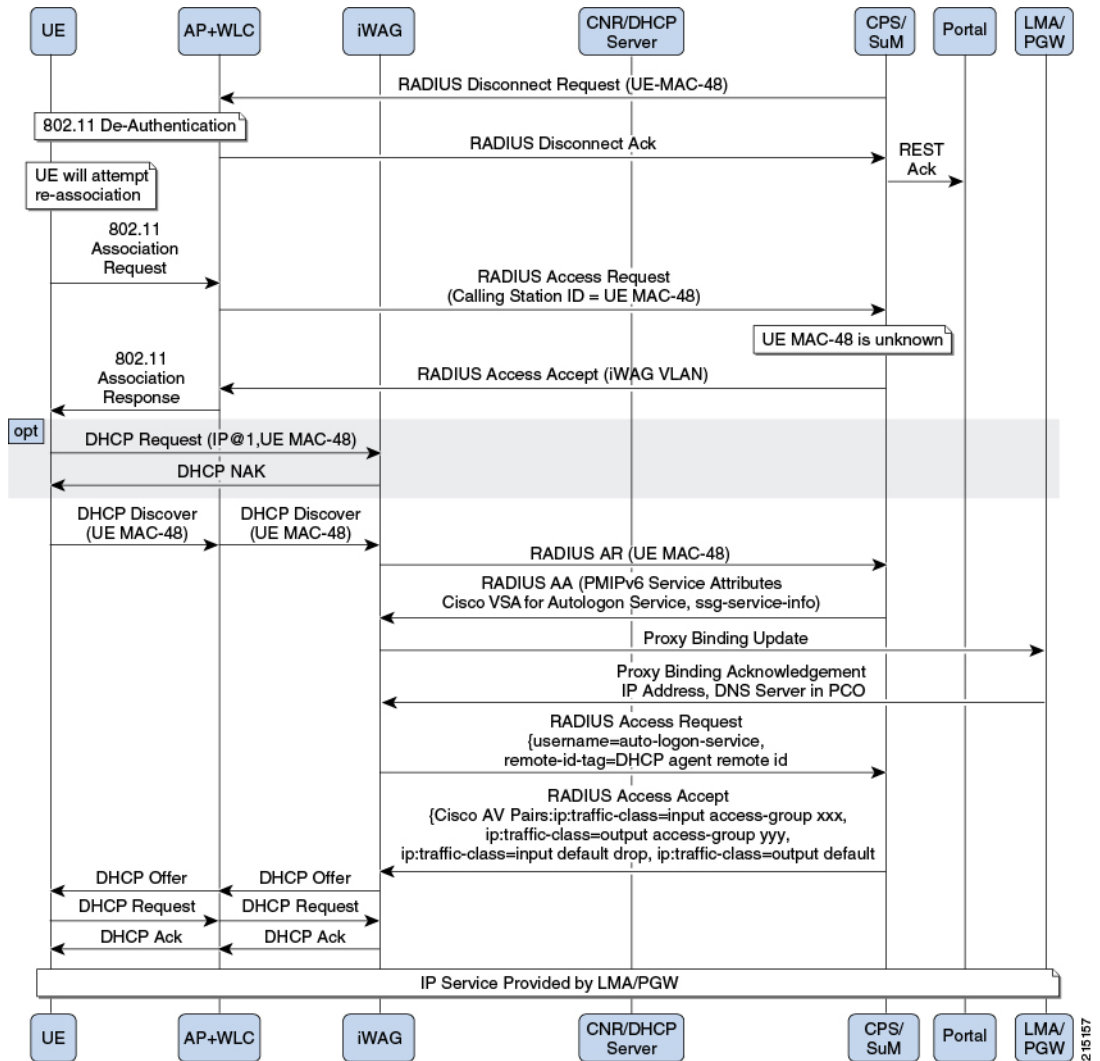 UE
AP+WLC
iWAG
CNR/DHCP
Server
CPS/
SuM
Portal
LMA/
PGW
RADIUS Disconnect Request (UE-MAC-48)
802.11 De-Authentication
RADIUS Disconnect Ack
REST
Ack
UE will attempt
re-association
802.11
Association
Request
RADIUS Access Request
(Calling Station ID = UE MAC-48)
UE MAC-48 is unknown
802.11
Association
Response
RADIUS Access Accept (iWAG VLAN)
opt
DHCP Request (IP@1,UE MAC-48)
DHCP NAK
DHCP Discover
(UE MAC-48)
DHCP Discover
(UE MAC-48)
RADIUS AR (UE MAC-48)
RADIUS AA (PMIPv6 Service Attributes
Cisco VSA for Autologon Service, ssg-service-info)
Proxy Binding Update
Proxy Binding Acknowledgement
IP Address, DNS Server in PCO
RADIUS Access Request
{username=auto-logon-service,
remote-id-tag=DHCP agent remote id
RADIUS Access Accept
{Cisco AV Pairs:ip:traffic-class=input access-group xxx,
ip:traffic-class=output access-group yyy,
ip:traffic-class=input default drop, ip:traffic-class=output default
DHCP Offer
DHCP Offer
DHCP Request
DHCP Request
DHCP Ack
DHCP Ack
IP Service Provided by LMA/PGW
UE
AP+WLC
iWAG
CNR/DHCP
Server
CPS/
SuM
Portal
LMA/
PGW
215157